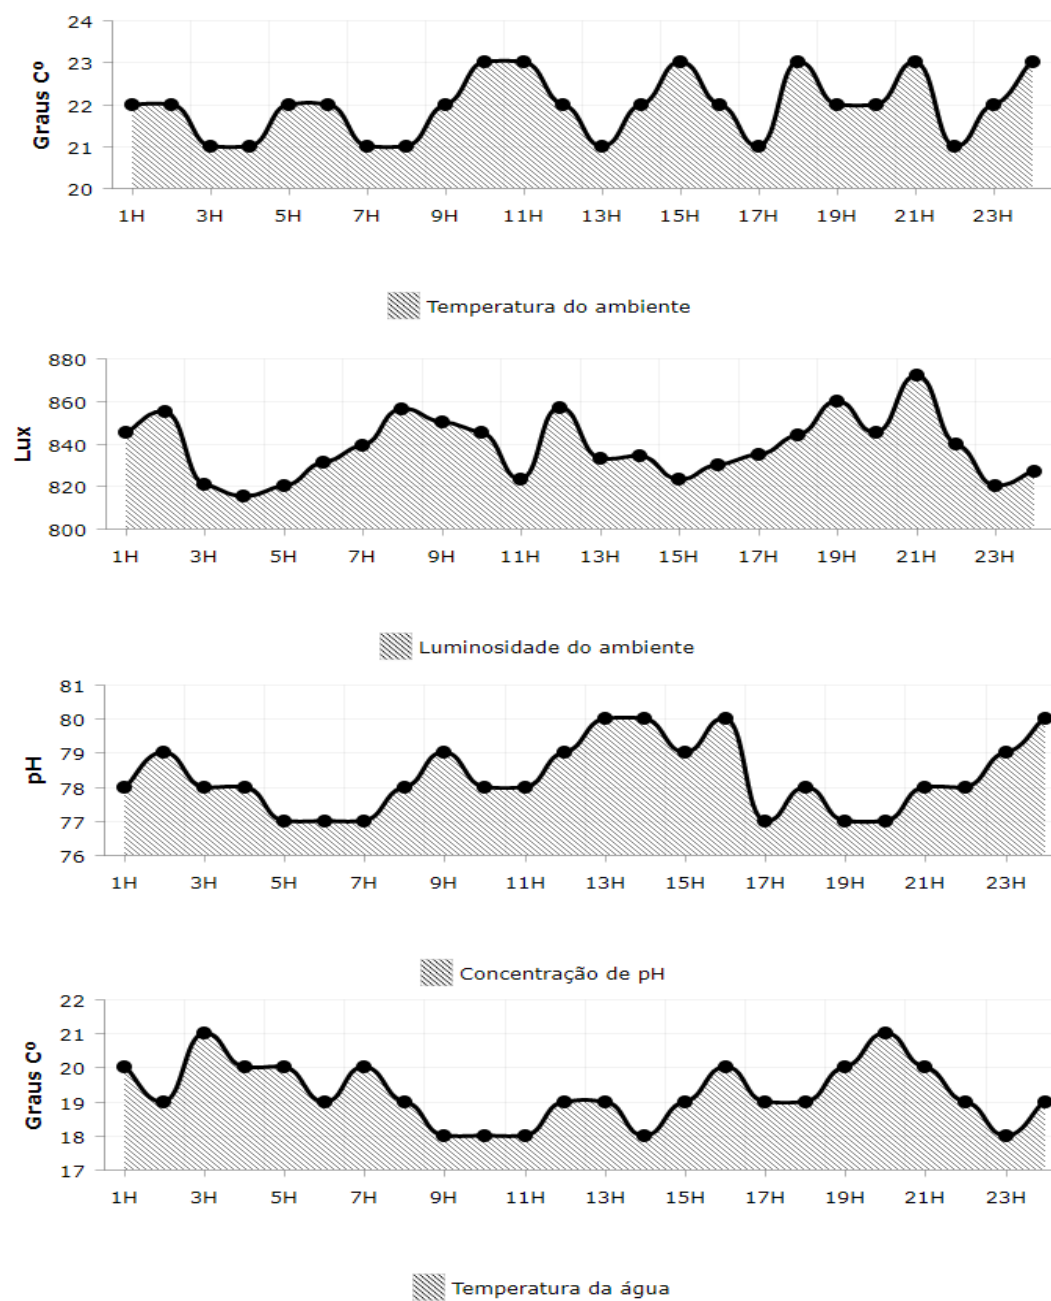 24
23
22
21
20
Graus Cº
1H 3H 5H 7H 9H 11H 13H 15H 17H 19H 21H 23H
Temperatura do ambiente
880
860
840
820
800
Lux
1H 3H 5H 7H 9H 11H 13H 15H 17H 19H 21H 23H
Luminosidade do ambiente
81
80
79
78
77
76
pH
1H 3H 5H 7H 9H 11H 13H 15H 17H 19H 21H 23H
Concentração de pH
22
21
20
19
18
17
Graus Cº
1H 3H 5H 7H 9H 11H 13H 15H 17H 19H 21H 23H
Temperatura da água